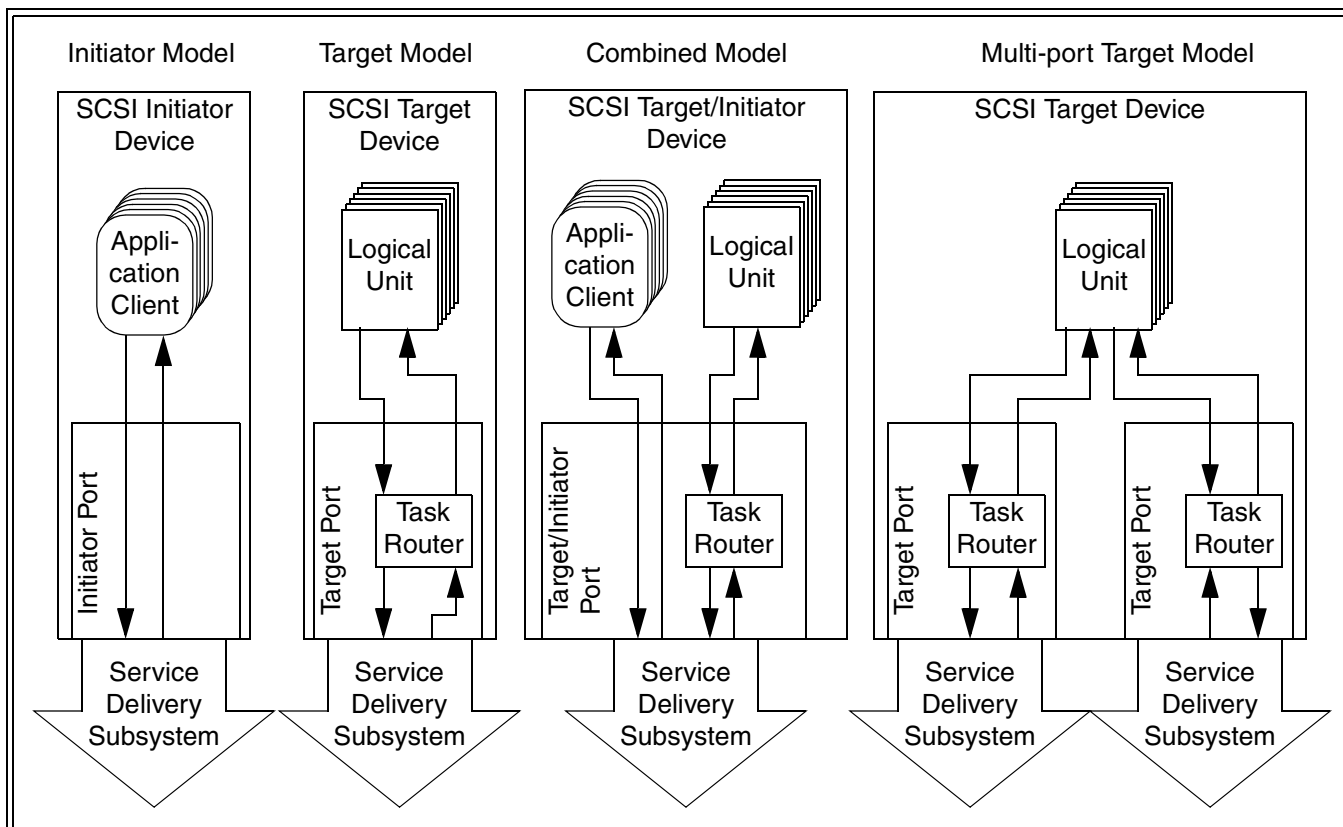 Initiator Model
Target Model
Combined Model
Multi-port Target Model
SCSI Initiator
Device
SCSI Target
Device
SCSI Target/Initiator
Device
SCSI Target Device
Appli-
cation
Client
Logical
Unit
Appli-
cation
Client
Logical
Unit
Logical
Unit
Initiator Port
Target Port
Task
Router
Target/Initiator
Port
Task
Router
Target Port
Task
Router
Target Port
Task
Router
Service
Delivery
Subsystem
Service
Delivery
Subsystem
Service
Delivery
Subsystem
Service
Delivery
Subsystem
Service
Delivery
Subsystem